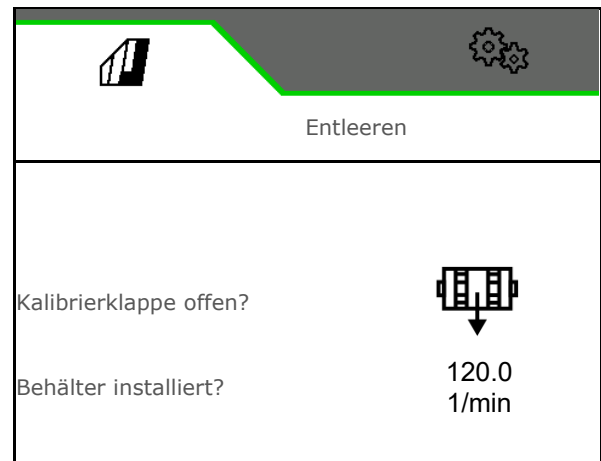 Entleeren
Kalibrierklappe offen?
Behälter installiert?
120.0
1/min